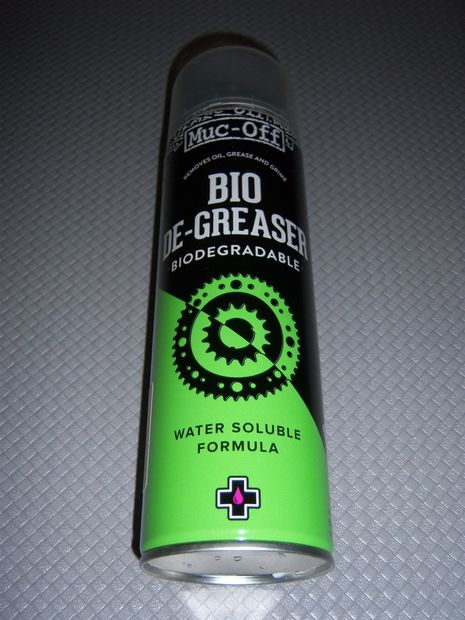 Muc-Off
REMOVES OIL, GREASE AND GRIME
BIO
DE-GREASER
BIODEGRADABLE
WATER SOLUBLE
FORMULA